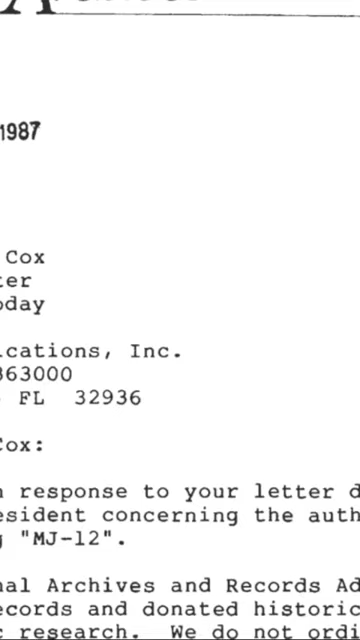 1987
Cox
ter
oday
ications, Inc.
363000
FL 32936
Cox:
n response to your letter d
esident concerning the auth
g "MJ-12".
nal Archives and Records Ad
ecords and donated historic
c research. We do not ordi